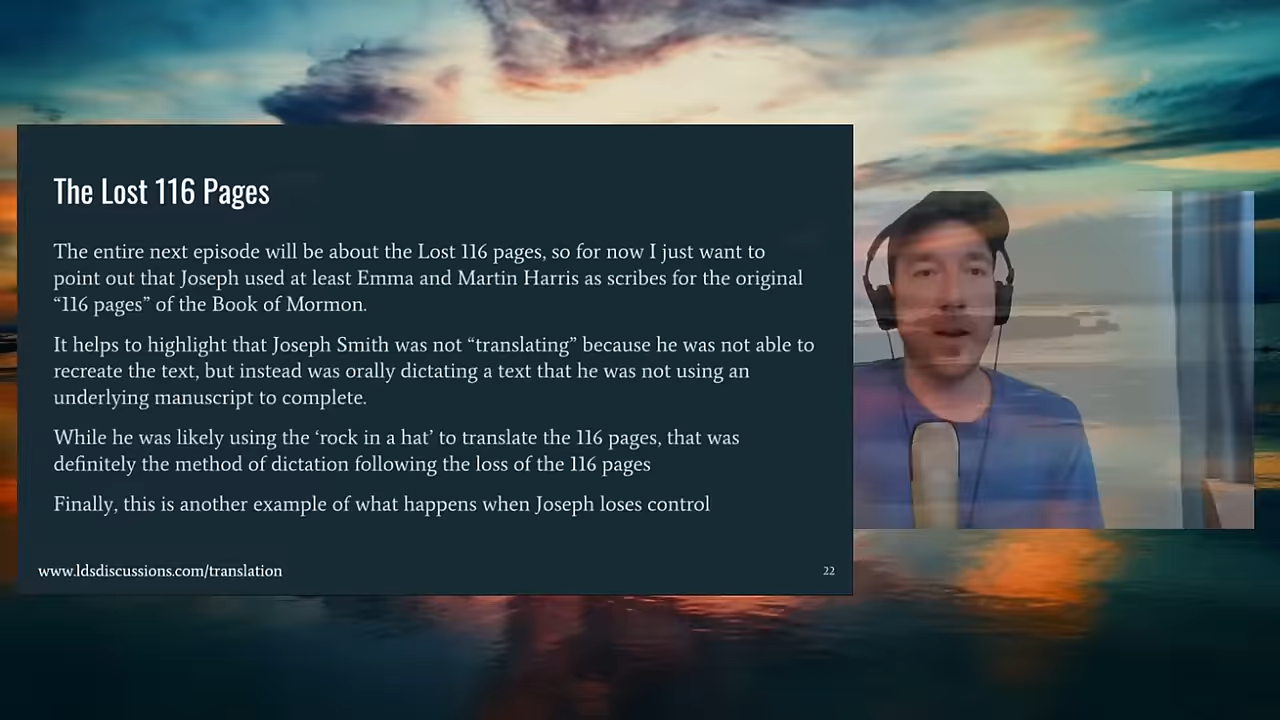 The Lost 116 Pages
The entire next episode will be about the Lost 116 pages, so for now I just want to
point out that Joseph used at least Emma and Martin Harris as scribes for the original
“116 pages” of the Book of Mormon.
It helps to highlight that Joseph Smith was not “translating” because he was not able to
recreate the text, but instead was orally dictating a text that he was not using an
underlying manuscript to complete.
While he was likely using the ‘rock in a hat’ to translate the 116 pages, that was
definitely the method of dictation following the loss of the 116 pages
Finally, this is another example of what happens when Joseph loses control
www.ldsdiscussions.com/translation
22